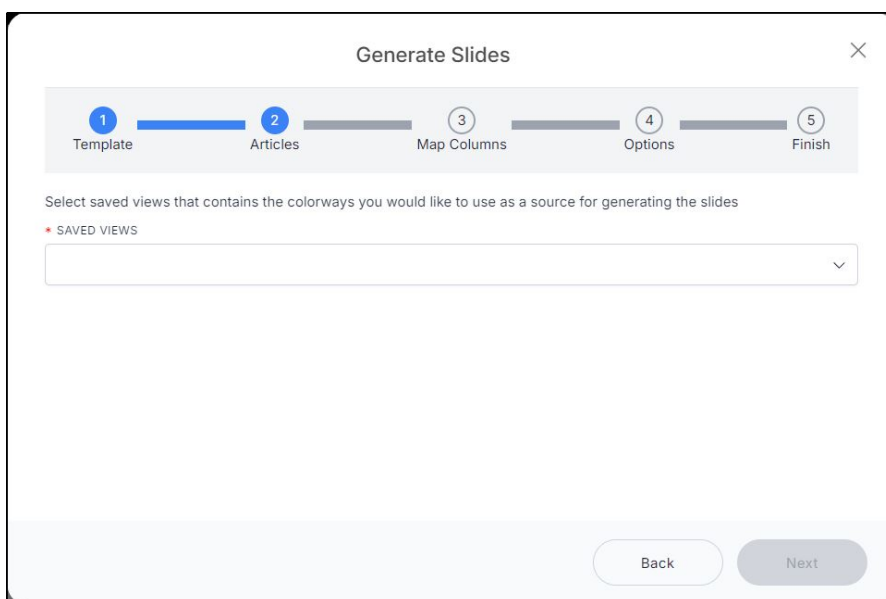 Generate Slides
1 2 3 4 5
Template Articles Map Columns Options Finish
Select saved views that contains the colorways you would like to use as a source for generating the slides
* SAVED VIEWS
Back Next